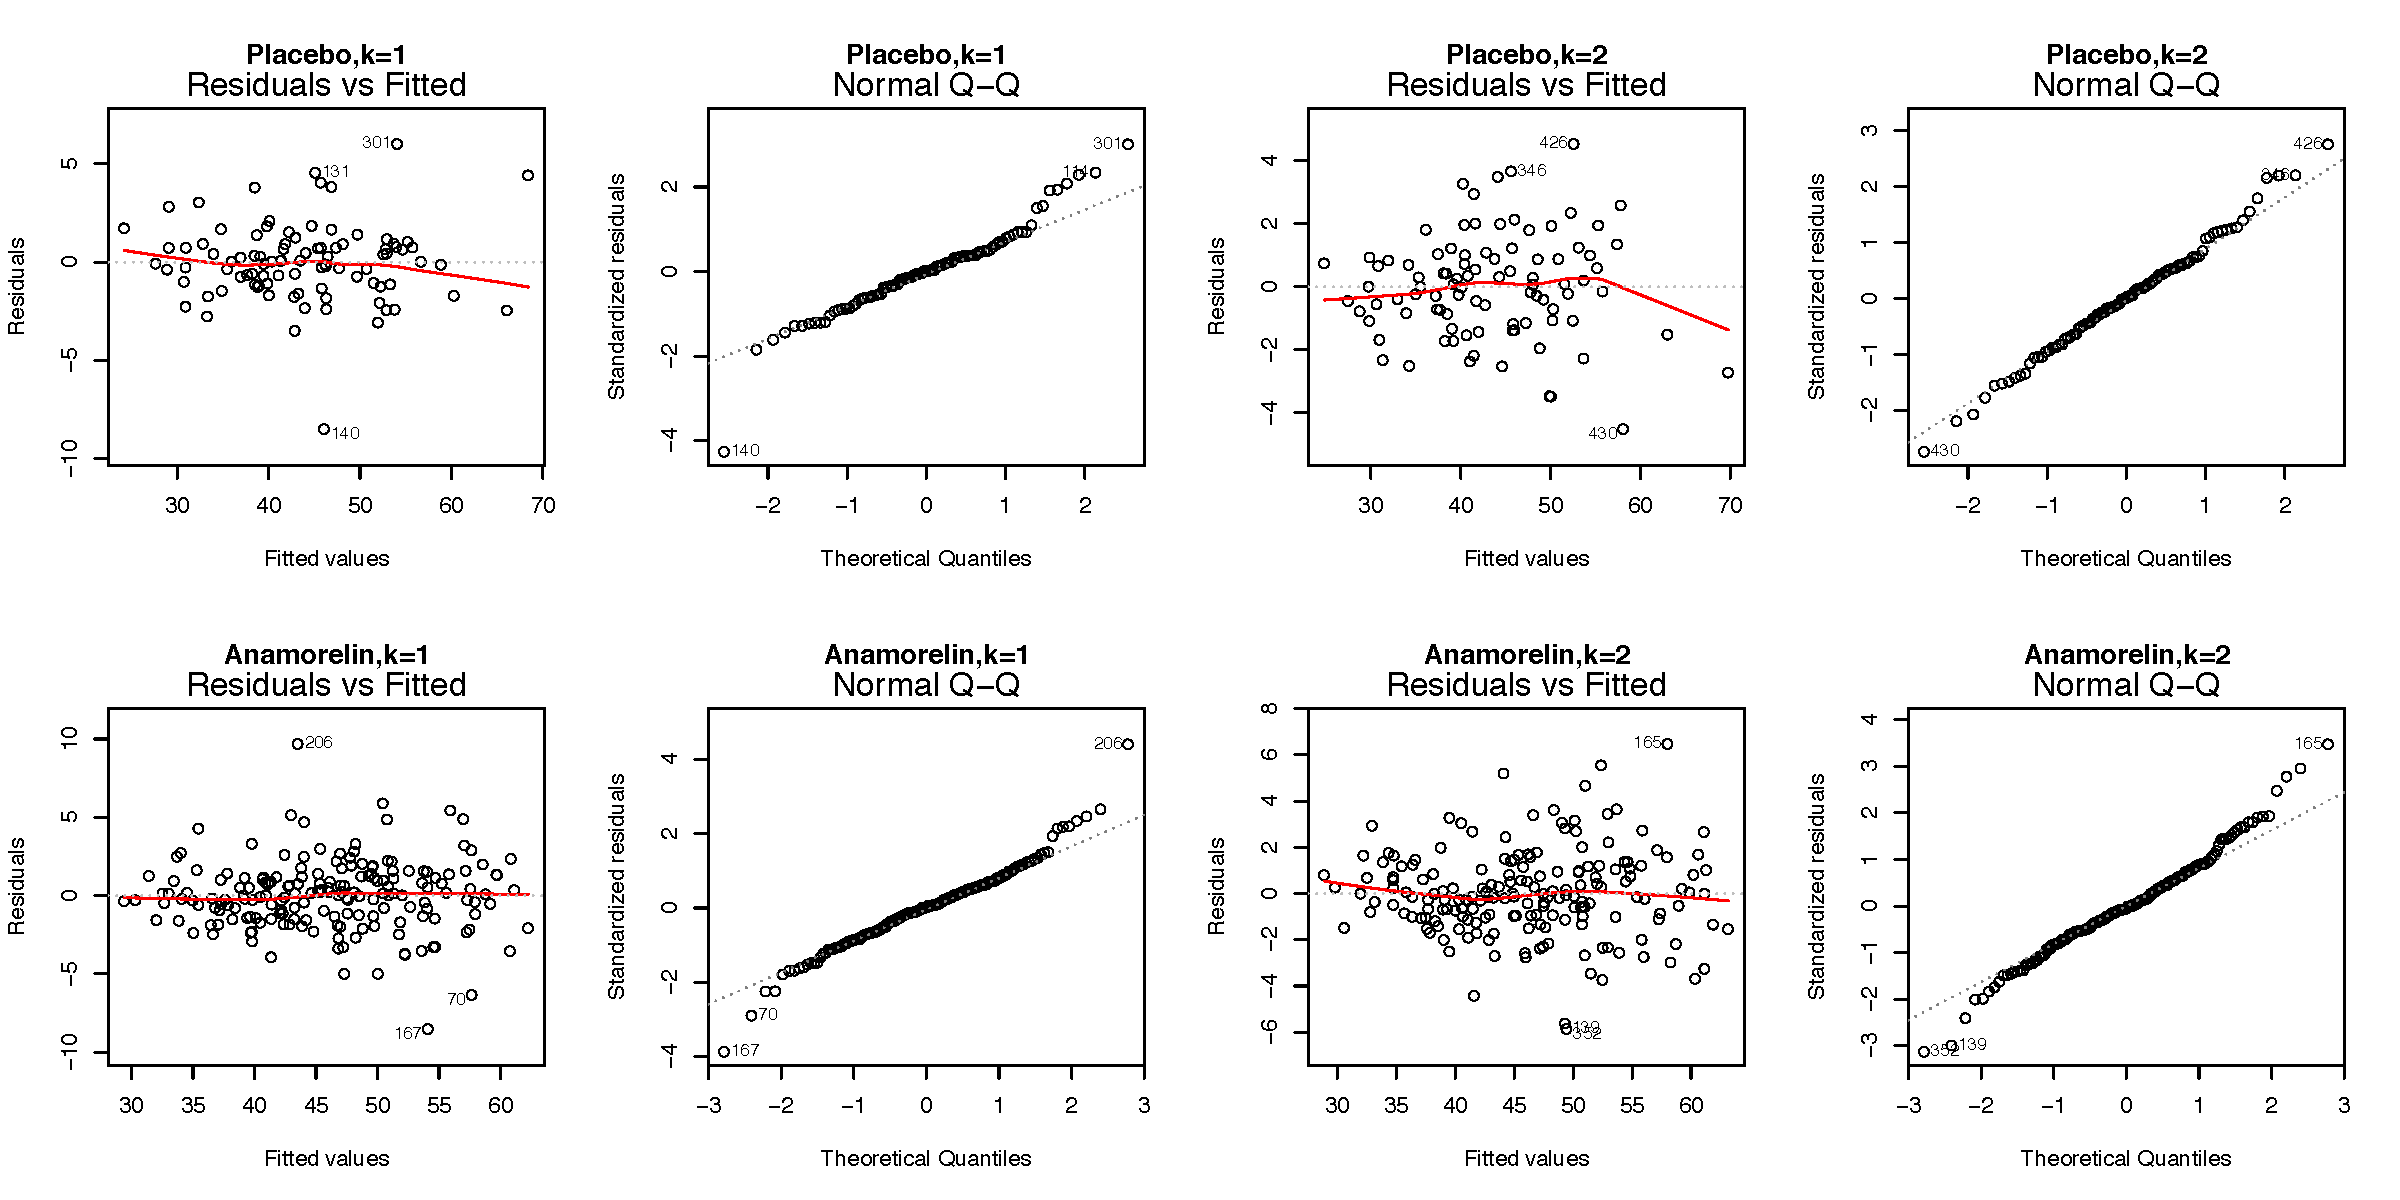 Placebo,k=1
Residuals vs Fitted
Residuals
5
0
−5
−10
301
131
140
30 40 50 60 70
Fitted values
Placebo,k=1
Normal Q−Q
Standardized residuals
2
0
−2
−4
301
114
140
−2 −1 0 1 2
Theoretical Quantiles
Placebo,k=2
Residuals vs Fitted
Residuals
4
2
0
−2
−4
426
346
430
30 40 50 60 70
Fitted values
Placebo,k=2
Normal Q−Q
Standardized residuals
3
2
1
0
−1
−2
426
346
430
−2 −1 0 1 2
Theoretical Quantiles
Anamorelin,k=1
Residuals vs Fitted
Residuals
10
5
0
−5
−10
206
70
167
30 35 40 45 50 55 60
Fitted values
Anamorelin,k=1
Normal Q−Q
Standardized residuals
4
2
0
−2
−4
206
70
167
−3 −2 −1 0 1 2 3
Theoretical Quantiles
Anamorelin,k=2
Residuals vs Fitted
Residuals
8
6
4
2
0
−2
−4
−6
165
139
352
30 35 40 45 50 55 60
Fitted values
Anamorelin,k=2
Normal Q−Q
Standardized residuals
4
3
2
1
0
−1
−2
−3
165
352
139
−3 −2 −1 0 1 2 3
Theoretical Quantiles